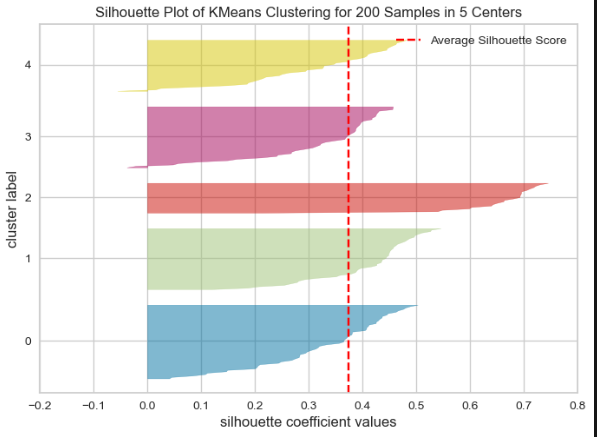 Silhouette Plot of KMeans Clustering for 200 Samples in 5 Centers
Average Silhouette Score
cluster label
4
3
2
1
0
−0.2 −0.1 0.0 0.1 0.2 0.3 0.4 0.5 0.6 0.7 0.8
silhouette coefficient values